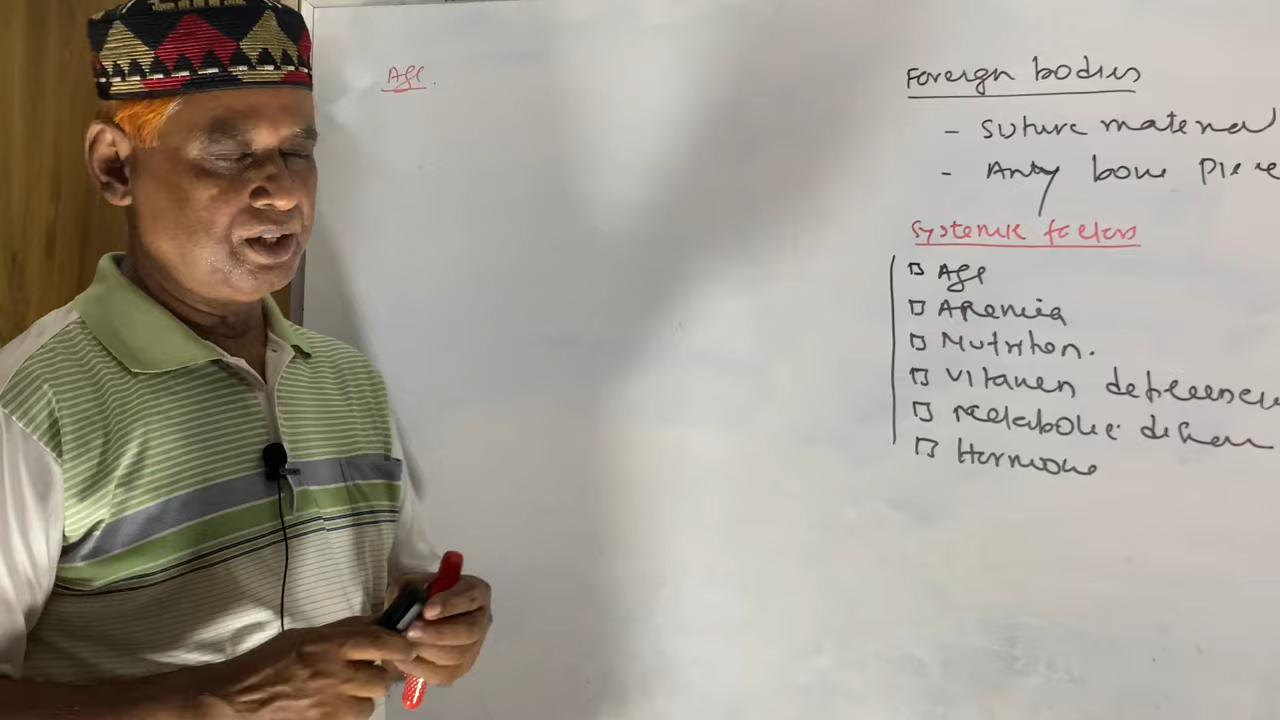 Age.
Foreign bodies
- suture material
- Any bone piece
Systemic factors
Age
Anemia
Nutrition.
Vitamin deficiency
Metabolic disease
Hormone